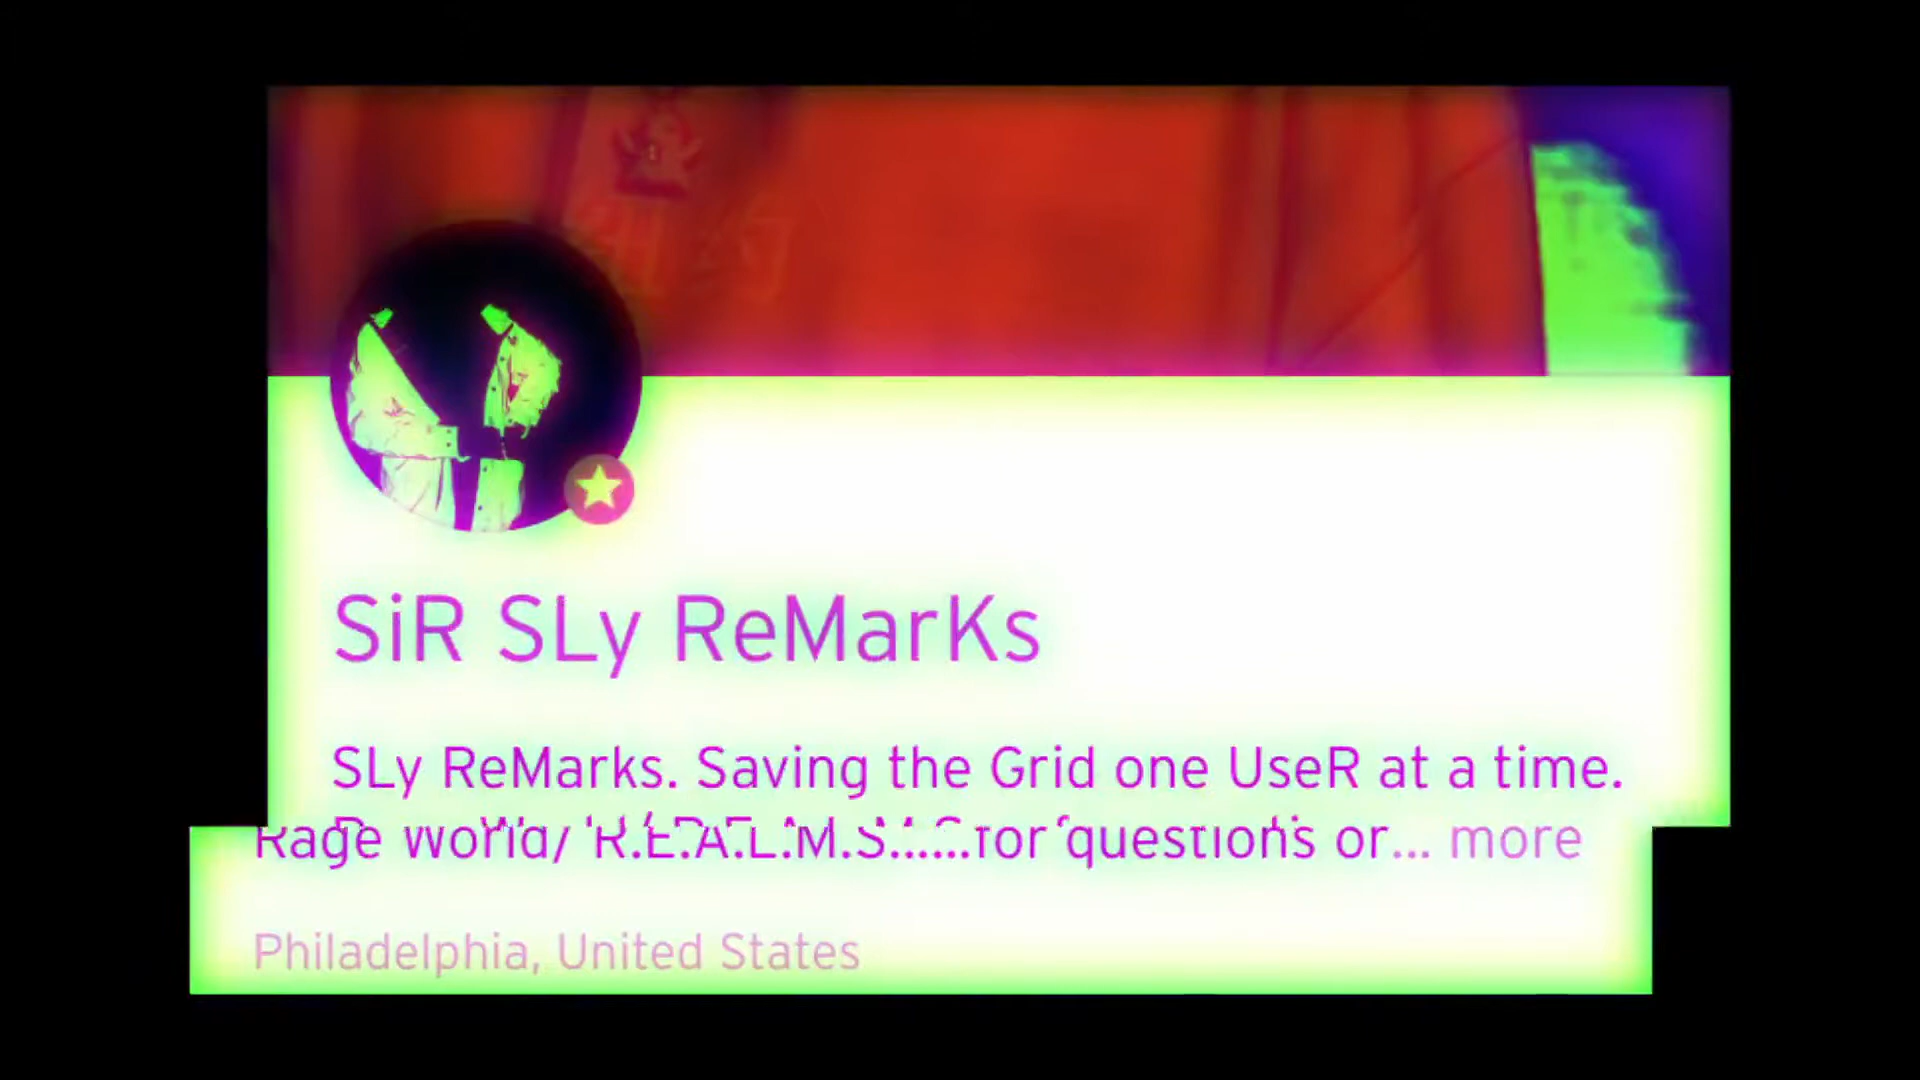 SiR SLy ReMarKs
SLy ReMarks. Saving the Grid one UseR at a time.
Rage World/ R.E.A.L.M.S......for questions or... more
Philadelphia, United States